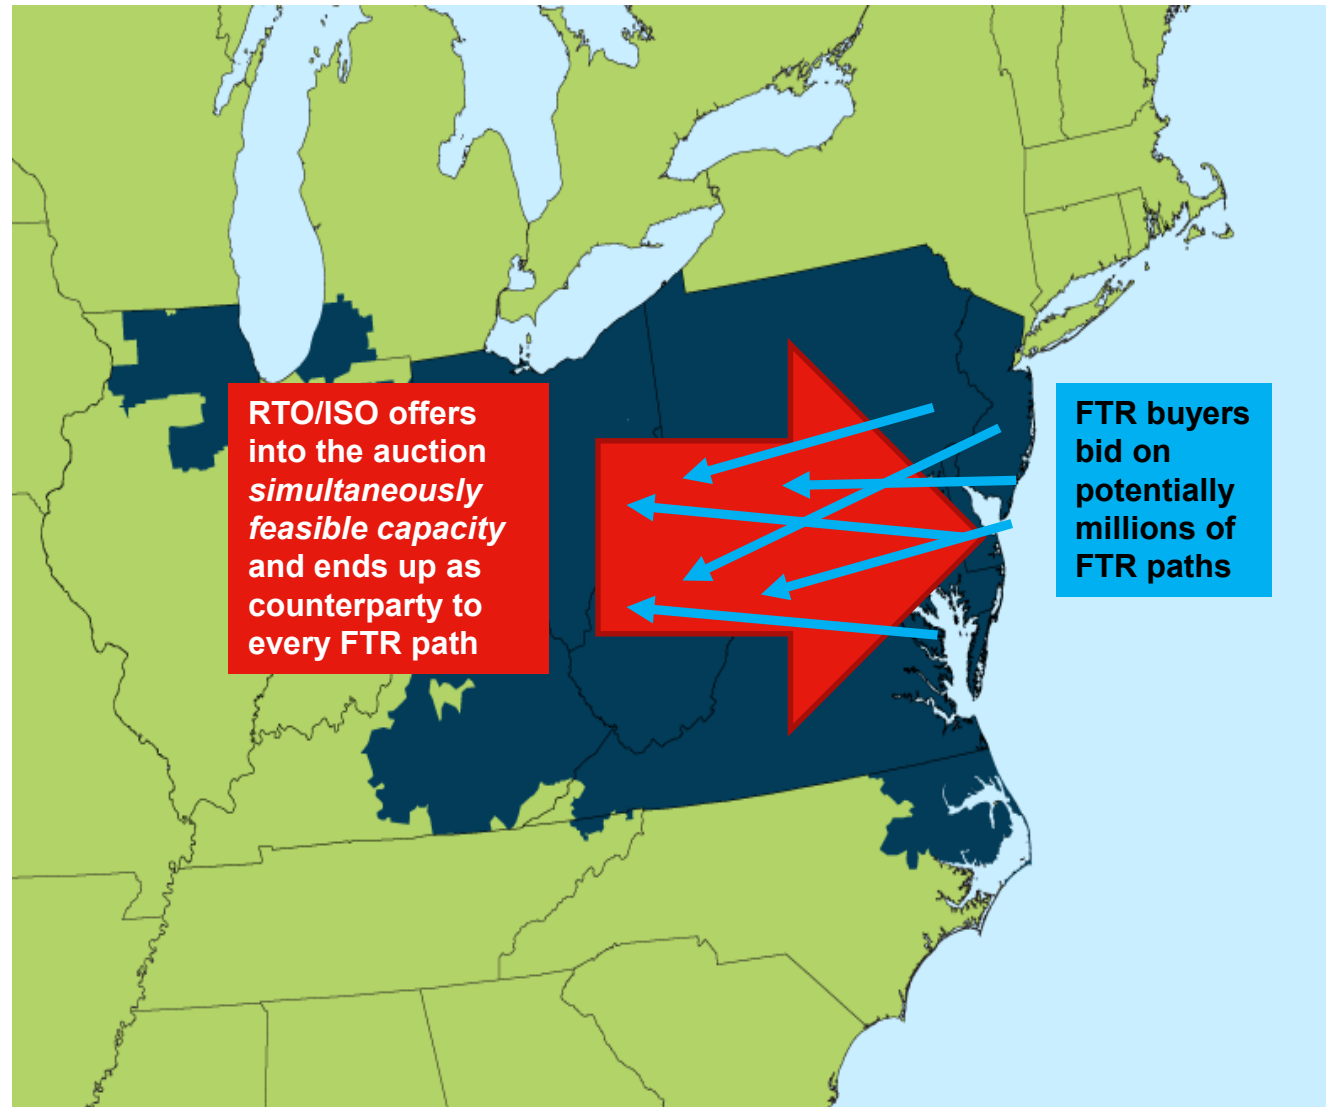 RTO/ISO offers
into the auction
simultaneously
feasible capacity
and ends up as
counterparty to
every FTR path
FTR buyers
bid on
potentially
millions of
FTR paths